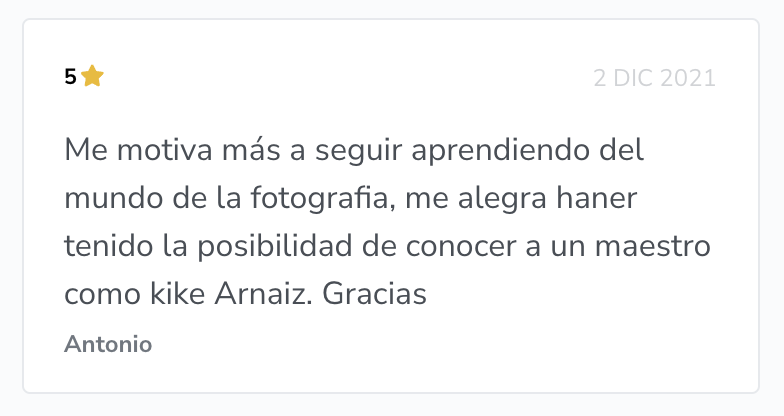 5
2 DIC 2021
Me motiva más a seguir aprendiendo del
mundo de la fotografia, me alegra haner
tenido la posibilidad de conocer a un maestro
como kike Arnaiz. Gracias
Antonio